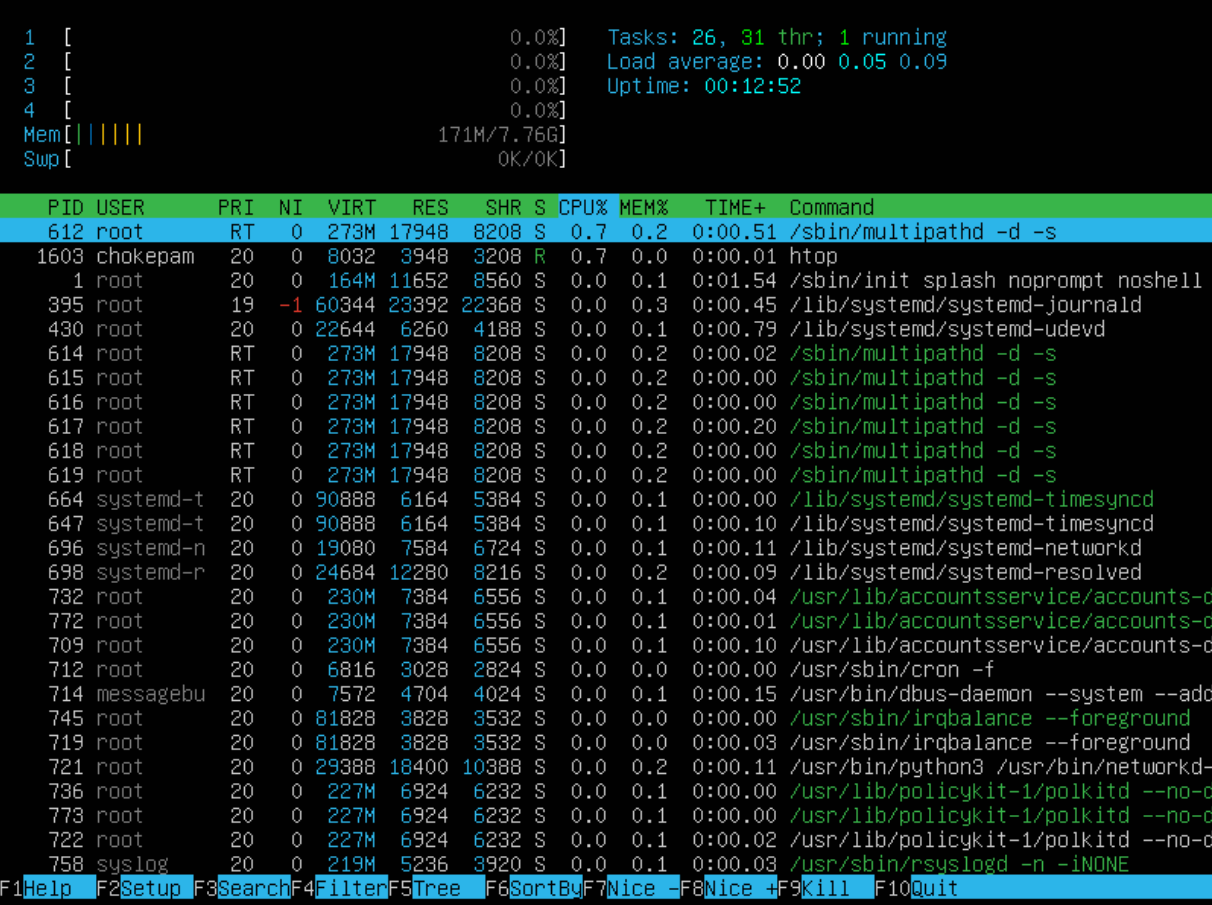 1 [ 0.0%] Tasks: 26, 31 thr; 1 running
2 [ 0.0%] Load average: 0.00 0.05 0.09
3 [ 0.0%] Uptime: 00:12:52
4 [ 0.0%]
Mem[||||||| 171M/7.76G]
Swp[ 0K/0K]
PID USER PRI NI VIRT RES SHR S CPU% MEM% TIME+ Command
612 root RT 0 273M 17948 8208 S 0.7 0.2 0:00.51 /sbin/multipathd -d -s
1603 chokepam 20 0 8032 3948 3208 R 0.7 0.0 0:00.01 htop
1 root 20 0 164M 11652 8560 S 0.0 0.1 0:01.54 /sbin/init splash noprompt noshell
395 root 19 -1 60344 23392 22368 S 0.0 0.3 0:00.45 /lib/systemd/systemd-journald
430 root 20 0 22644 6260 4188 S 0.0 0.1 0:00.79 /lib/systemd/systemd-udevd
614 root RT 0 273M 17948 8208 S 0.0 0.2 0:00.02 /sbin/multipathd -d -s
615 root RT 0 273M 17948 8208 S 0.0 0.2 0:00.00 /sbin/multipathd -d -s
616 root RT 0 273M 17948 8208 S 0.0 0.2 0:00.00 /sbin/multipathd -d -s
617 root RT 0 273M 17948 8208 S 0.0 0.2 0:00.20 /sbin/multipathd -d -s
618 root RT 0 273M 17948 8208 S 0.0 0.2 0:00.00 /sbin/multipathd -d -s
619 root RT 0 273M 17948 8208 S 0.0 0.2 0:00.00 /sbin/multipathd -d -s
664 systemd-t 20 0 90888 6164 5384 S 0.0 0.1 0:00.00 /lib/systemd/systemd-timesyncd
647 systemd-t 20 0 90888 6164 5384 S 0.0 0.1 0:00.10 /lib/systemd/systemd-timesyncd
696 systemd-n 20 0 19080 7584 6724 S 0.0 0.1 0:00.11 /lib/systemd/systemd-networkd
698 systemd-r 20 0 24684 12280 8216 S 0.0 0.2 0:00.09 /lib/systemd/systemd-resolved
732 root 20 0 230M 7384 6556 S 0.0 0.1 0:00.04 /usr/lib/accountsservice/accounts-d
772 root 20 0 230M 7384 6556 S 0.0 0.1 0:00.01 /usr/lib/accountsservice/accounts-d
709 root 20 0 230M 7384 6556 S 0.0 0.1 0:00.10 /usr/lib/accountsservice/accounts-d
712 root 20 0 6816 3028 2824 S 0.0 0.0 0:00.00 /usr/sbin/cron -f
714 messagebu 20 0 7572 4704 4024 S 0.0 0.1 0:00.15 /usr/bin/dbus-daemon --system --add
745 root 20 0 81828 3828 3532 S 0.0 0.0 0:00.00 /usr/sbin/irqbalance --foreground
719 root 20 0 81828 3828 3532 S 0.0 0.0 0:00.03 /usr/sbin/irqbalance --foreground
721 root 20 0 29388 18400 10388 S 0.0 0.2 0:00.11 /usr/bin/python3 /usr/bin/networkd-
736 root 20 0 227M 6924 6232 S 0.0 0.1 0:00.00 /usr/lib/policykit-1/polkitd --no-d
773 root 20 0 227M 6924 6232 S 0.0 0.1 0:00.00 /usr/lib/policykit-1/polkitd --no-d
722 root 20 0 227M 6924 6232 S 0.0 0.1 0:00.02 /usr/lib/policykit-1/polkitd --no-d
758 syslog 20 0 219M 5236 3920 S 0.0 0.1 0:00.03 /usr/sbin/rsyslogd -n -iNONE
F1Help F2Setup F3SearchF4FilterF5Tree F6SortByF7Nice -F8Nice +F9Kill F10Quit